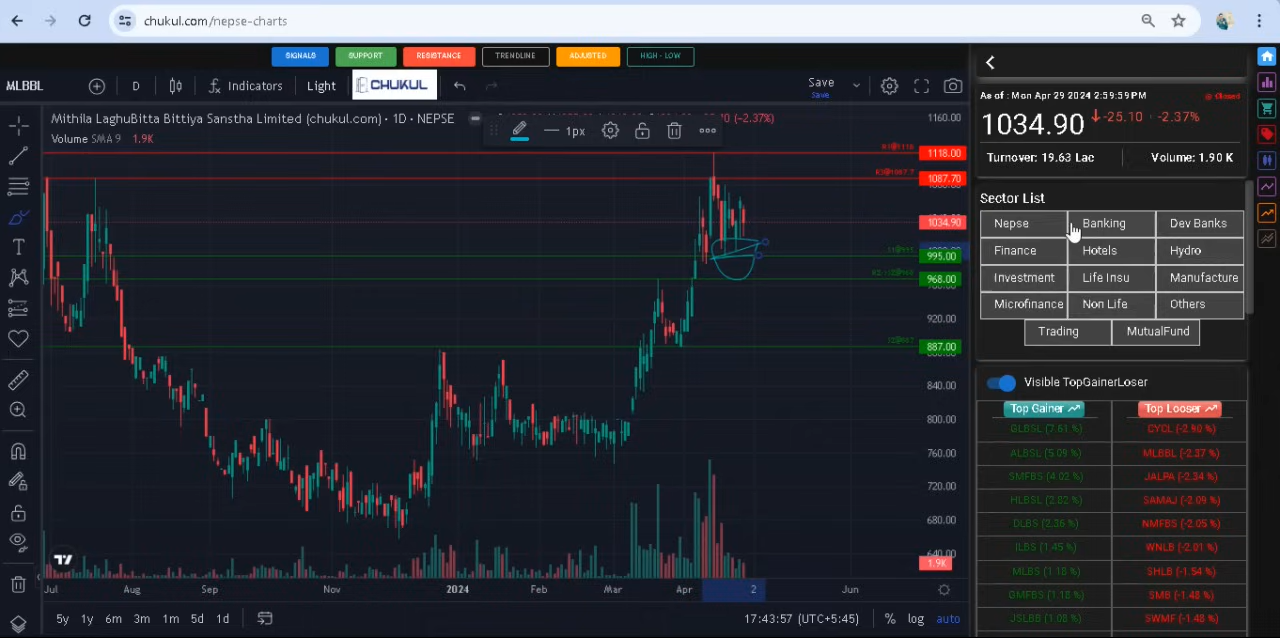 chukul.com/nepse-charts
SIGNALS SUPPORT RESISTANCE TRENDLINE ADJUSTED HIGH - LOW
MLBBL D Indicators Light CHUKUL Save
Save
Mithila LaghuBitta Bittiya Sanstha Limited (chukul.com) · 1D · NEPSE
(-2.37%)
1px
Volume SMA 9 1.9K
1160.00
1118.00
1087.70
1034.90
995.00
968.00
920.00
887.00
840.00
800.00
760.00
720.00
680.00
640.00
1.9K
Jul Aug Sep Nov 2024 Feb Mar Apr 2 Jun
5y 1y 6m 3m 1m 5d 1d 17:43:57 (UTC+5:45) % log auto
As of : Mon Apr 29 2024 2:59:59 PM Closed
1034.90 -25.10 · -2.37%
Turnover: 19.63 Lac Volume: 1.90 K
Sector List
Nepse Banking Dev Banks
Finance Hotels Hydro
Investment Life Insu Manufacture
Microfinance Non Life Others
Trading MutualFund
Visible TopGainerLoser
Top Gainer Top Looser
GLBSL (7.61 %) CYCL (-2.90 %)
ALBSL (5.09 %) MLBBL (-2.37 %)
SMFBS (4.02 %) JALPA (-2.34 %)
HLBSL (2.82 %) SAMAJ (-2.09 %)
DLBS (2.36 %) NMFBS (-2.05 %)
ILBS (1.45 %) WNLB (-2.01 %)
MLBS (1.18 %) SHLB (-1.54 %)
GMFBS (1.18 %) SMB (-1.48 %)
JSLBB (1.08 %) SWMF (-1.48 %)